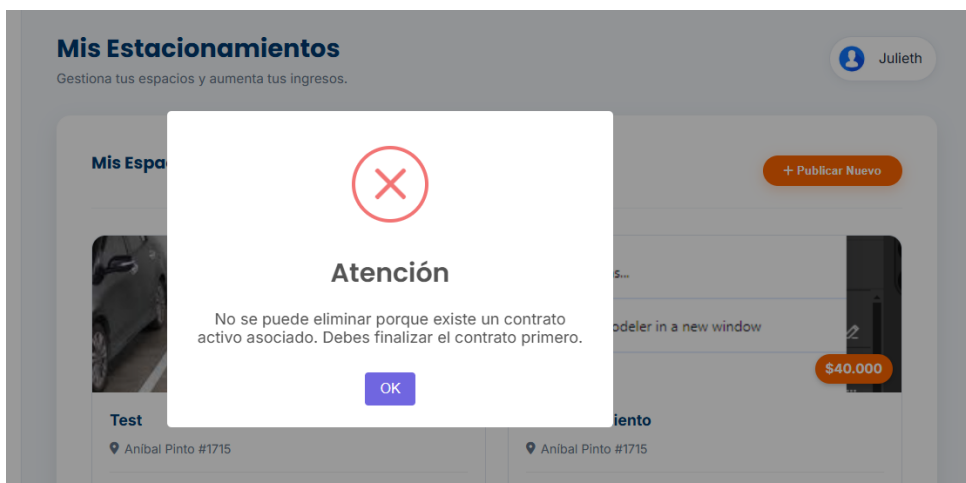 Mis Estacionamientos
Gestiona tus espacios y aumenta tus ingresos.
Julieth
Mis Espa
+ Publicar Nuevo
Atención
No se puede eliminar porque existe un contrato
activo asociado. Debes finalizar el contrato primero.
OK
odeler in a new window
$40.000
Test
iento
Aníbal Pinto #1715
Aníbal Pinto #1715